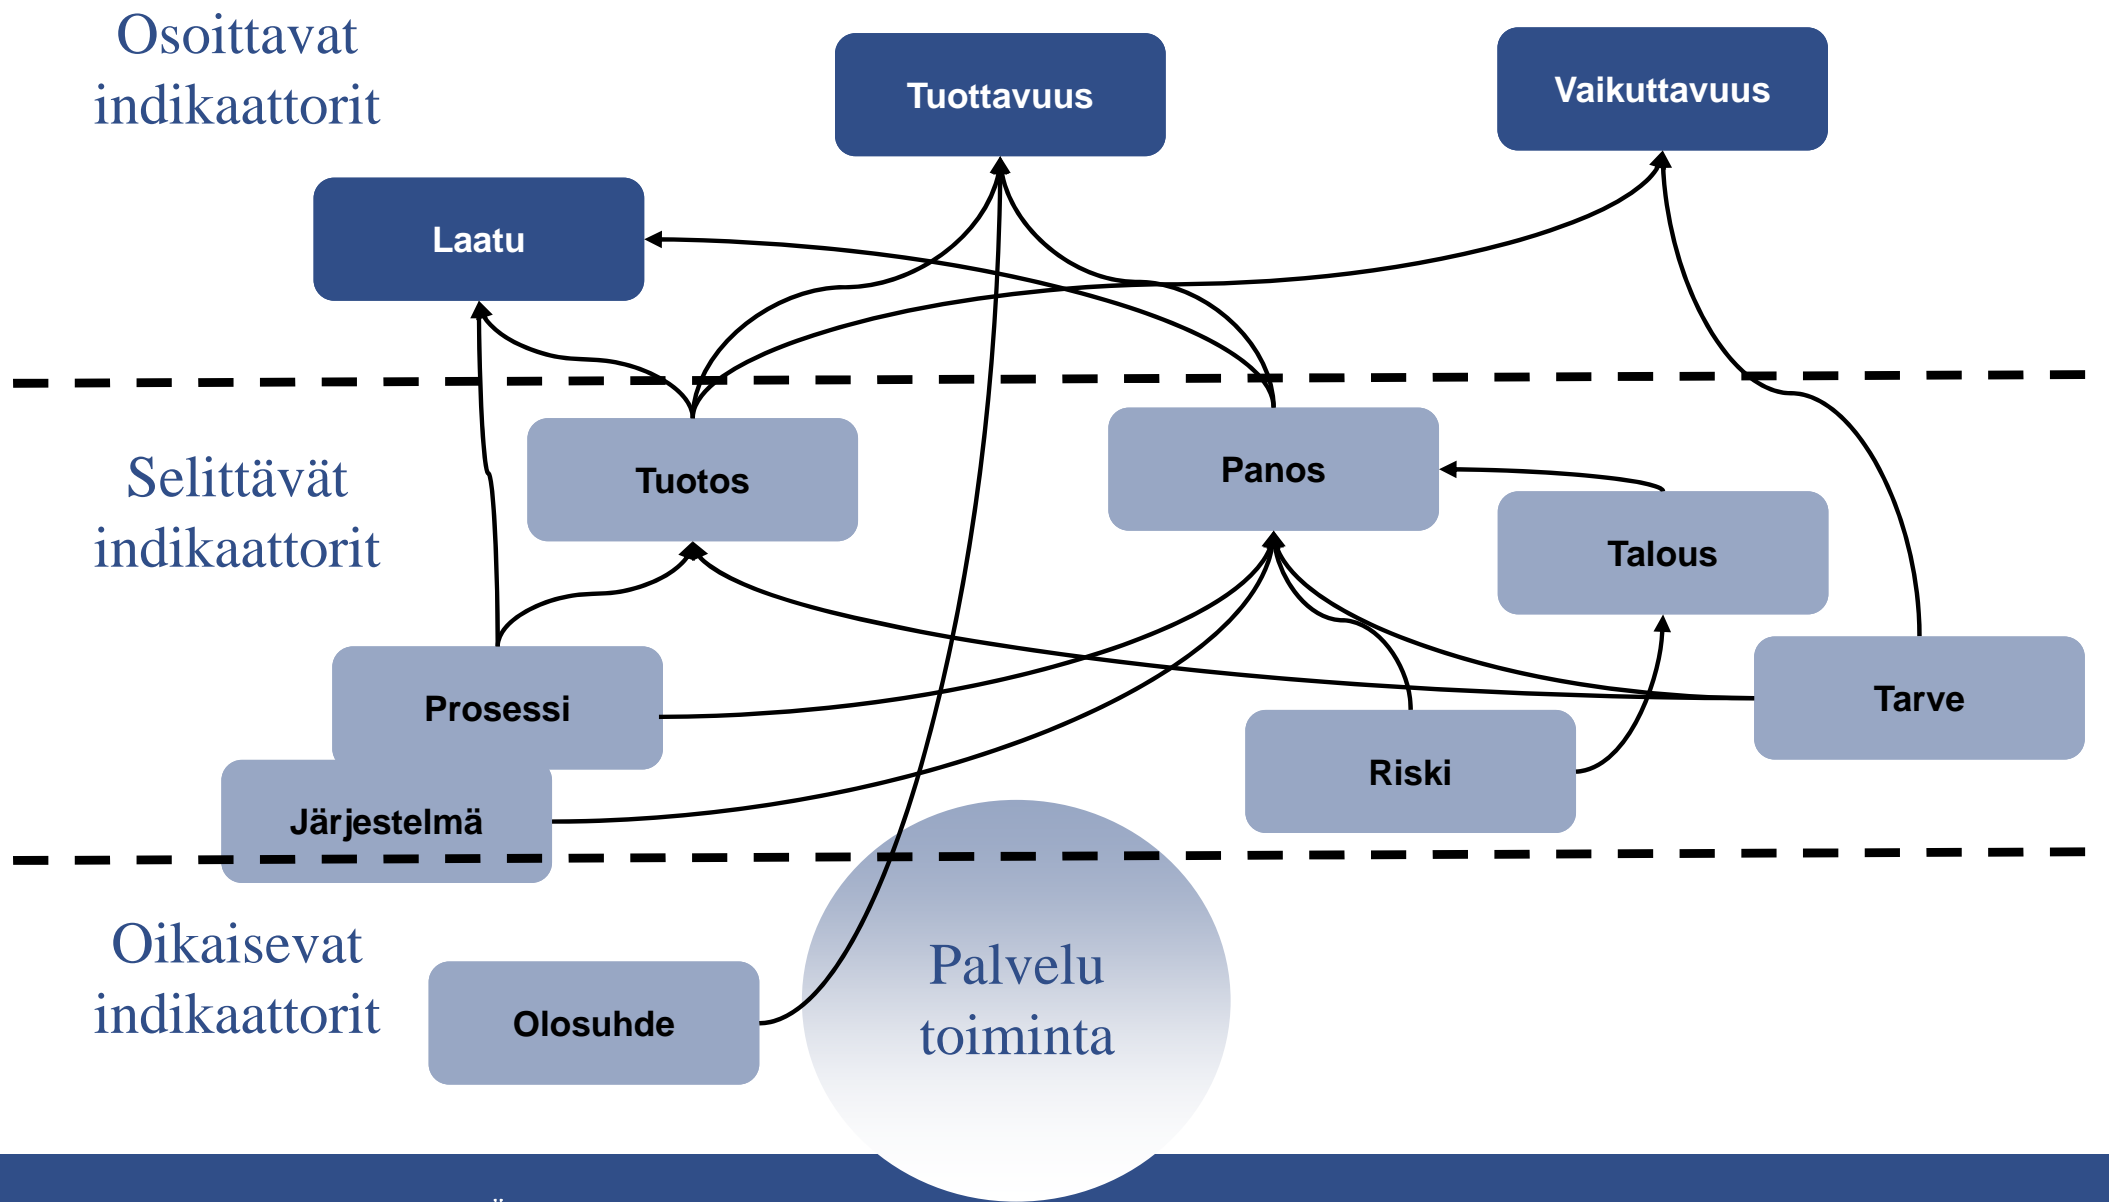 Osoittavat
indikaattorit
Tuottavuus
Vaikuttavuus
Laatu
Selittävät
indikaattorit
Tuotos
Panos
Talous
Prosessi
Tarve
Riski
Järjestelmä
Oikaisevat
indikaattorit
Olosuhde
Palvelu
toiminta